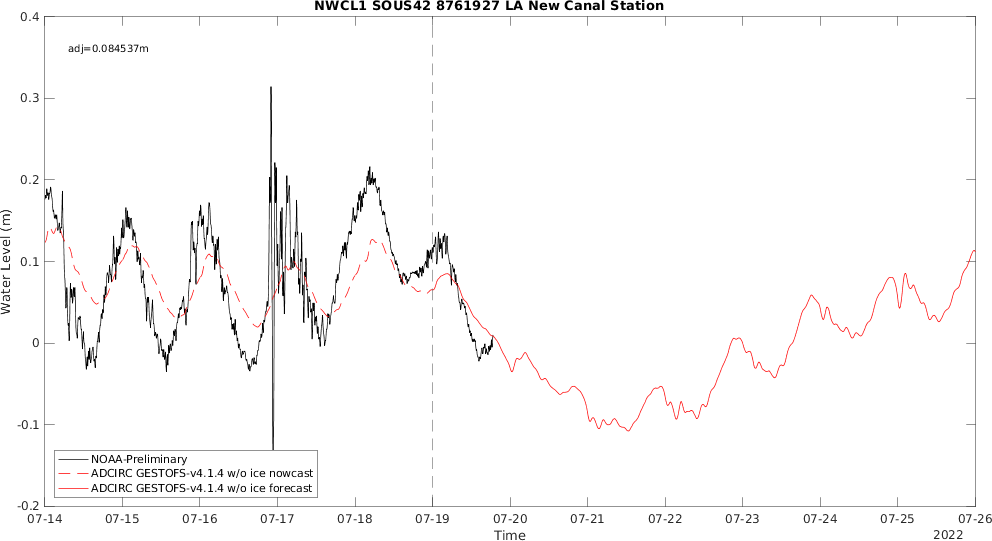 NWCL1 SOUS42 8761927 LA New Canal Station
adj=0.084537m
Water Level (m)
0.4
0.3
0.2
0.1
0
-0.1
-0.2
NOAA-Preliminary
ADCIRC GESTOFS-v4.1.4 w/o ice nowcast
ADCIRC GESTOFS-v4.1.4 w/o ice forecast
07-14 07-15 07-16 07-17 07-18 07-19 07-20 07-21 07-22 07-23 07-24 07-25 07-26
Time
2022